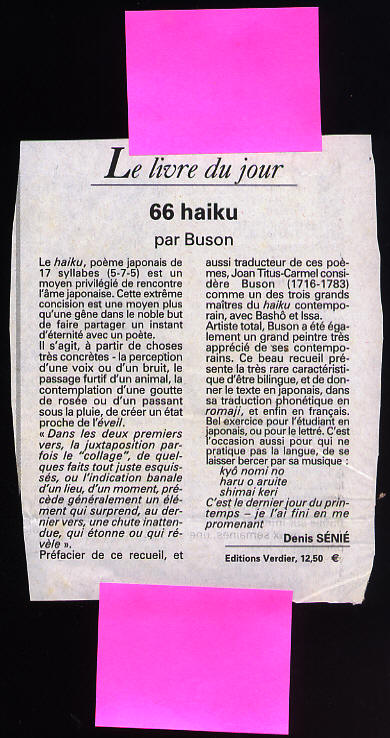 Le livre du jour
66 haiku
par Buson
Le haiku, poème japonais de
17 syllabes (5-7-5) est un
moyen privilégié de rencontre
l'âme japonaise. Cette extrême
concision est une moyen plus
qu'une gêne dans le noble but
de faire partager un instant
d'éternité avec un poète.
Il s'agit, à partir de choses
très concrètes - la perception
d'une voix ou d'un bruit, le
passage furtif d'un animal, la
contemplation d'une goutte
de rosée ou d'un passant
sous la pluie, de créer un état
proche de l'éveil.
« Dans les deux premiers
vers, la juxtaposition par-
fois le "collage", de quel-
ques faits tout juste esquis-
sés, ou l'indication banale
d'un lieu, d'un moment, pré-
cède généralement un élé-
ment qui surprend, au der-
nier vers, une chute inatten-
due, qui étonne ou qui ré-
vèle ».
Préfacier de ce recueil, et
aussi traducteur de ces poè-
mes, Joan Titus-Carmel consi-
dère Buson (1716-1783)
comme un des trois grands
maîtres du haiku contempo-
rain, avec Bashô et Issa.
Artiste total, Buson a été éga-
lement un grand peintre très
apprécié de ses contempo-
rains. Ce beau recueil pré-
sente la très rare caractéristi-
que d'être bilingue, et de don-
ner le texte en japonais, dans
sa traduction phonétique en
romaji, et enfin en français.
Bel exercice pour l'étudiant en
japonais, ou pour le lettré. C'est
l'occasion aussi pour qui ne
pratique pas la langue, de se
laisser bercer par sa musique :
kyô nomi no
haru o aruite
shimai keri
C'est le dernier jour du prin-
temps – je l'ai fini en me
promenant
Denis SÉNIÉ
Editions Verdier, 12,50 €